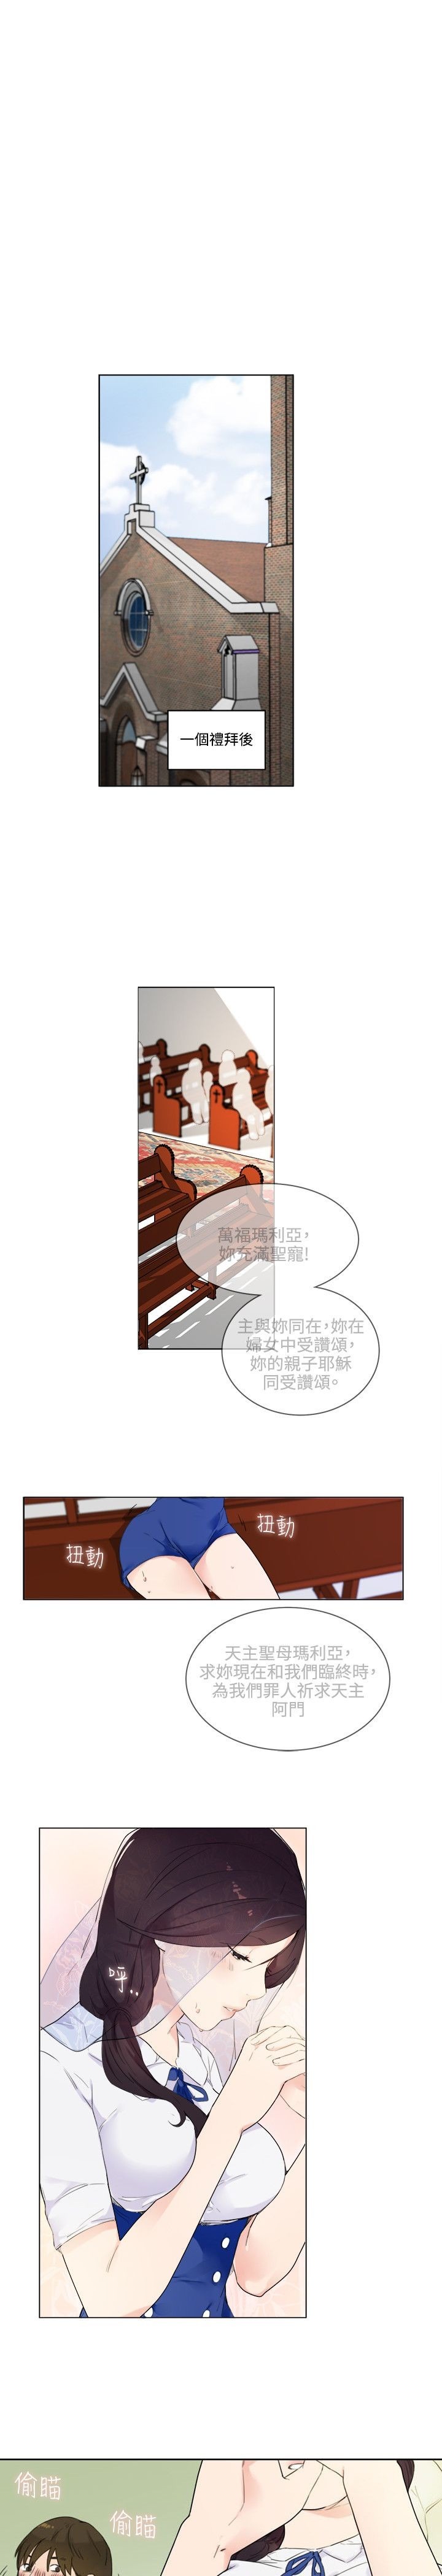 一個禮拜後
萬福瑪利亞，
妳充滿聖寵!
主與妳同在，妳在
婦女中受讚頌，
妳的親子耶穌
同受讚頌。
扭動
扭動
天主聖母瑪利亞，
求妳現在和我們臨終時，
為我們罪人祈求天主
阿門
呼..
偷瞄
偷瞄